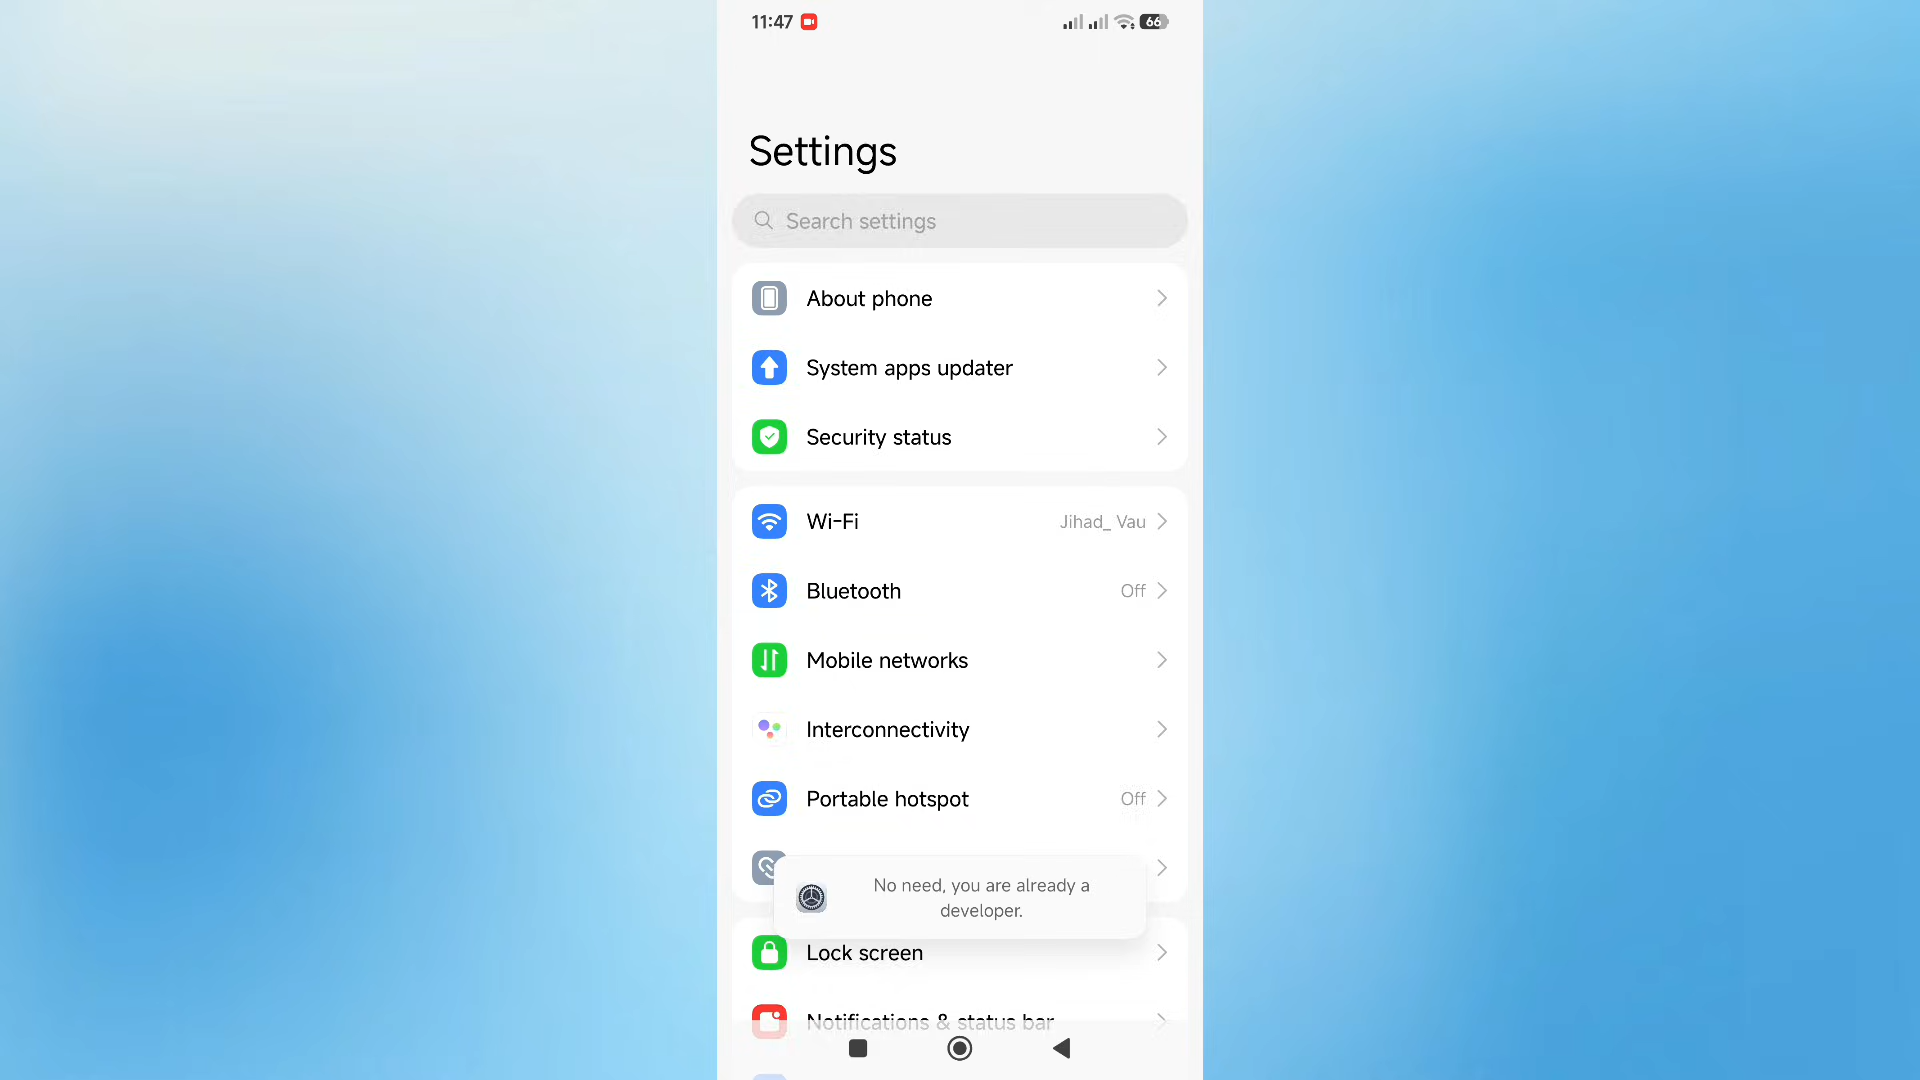 11:47
66
Settings
Search settings
About phone
System apps updater
Security status
Wi-Fi
Jihad_ Vau
Bluetooth
Off
Mobile networks
Interconnectivity
Portable hotspot
Off
No need, you are already a
developer.
Lock screen
Notifications & status bar